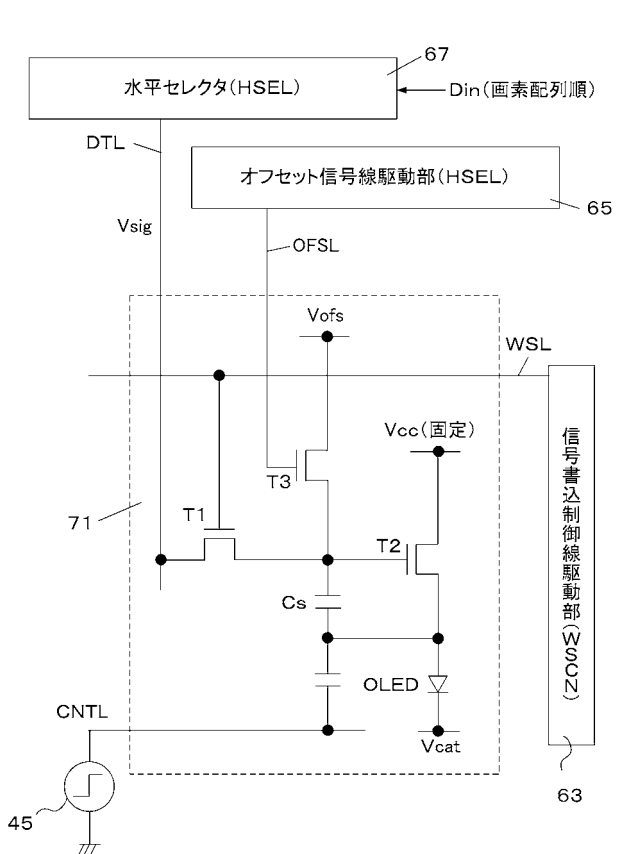 67
水平セレクタ(HSEL)
Din(画素配列順)
DTL
オフセット信号線駆動部(HSEL)
65
Vsig
OFSL
Vofs
WSL
Vcc(固定)
信号書込制御線駆動部(WSCN)
T3
71
T1
T2
Cs
OLED
CNTL
Vcat
63
45